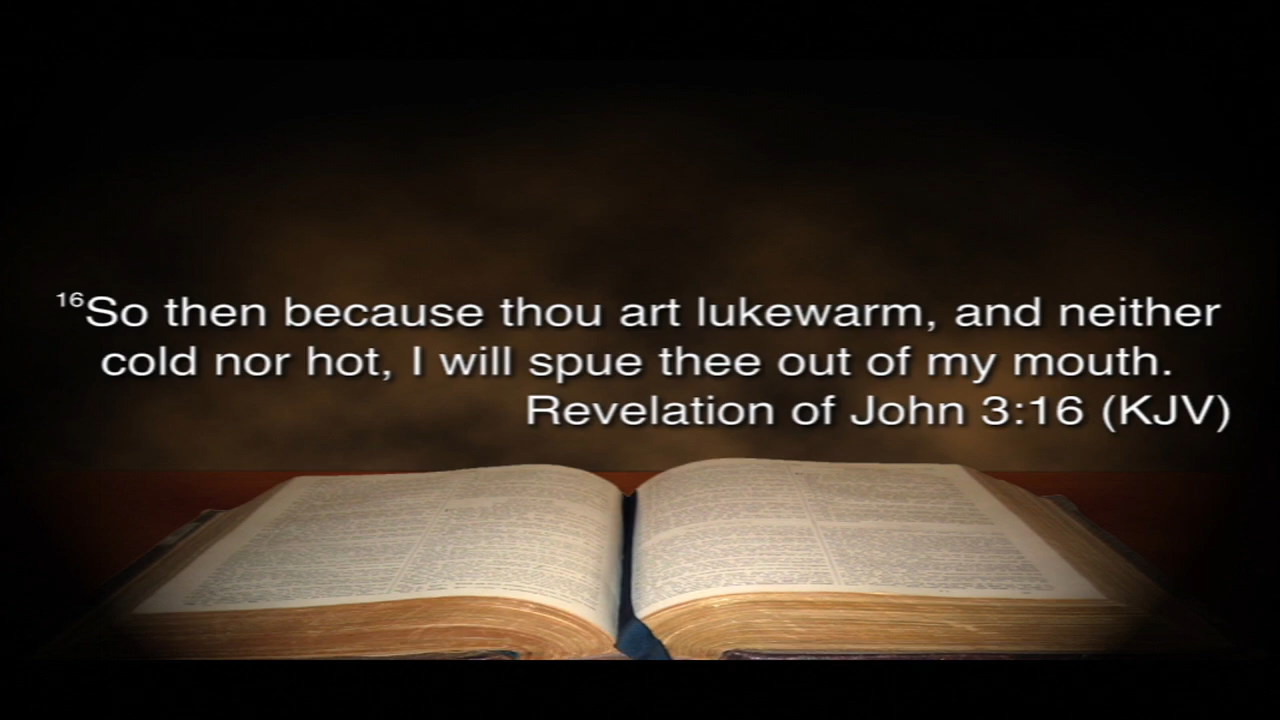 16So then because thou art lukewarm, and neither
cold nor hot, I will spue thee out of my mouth.
Revelation of John 3:16 (KJV)